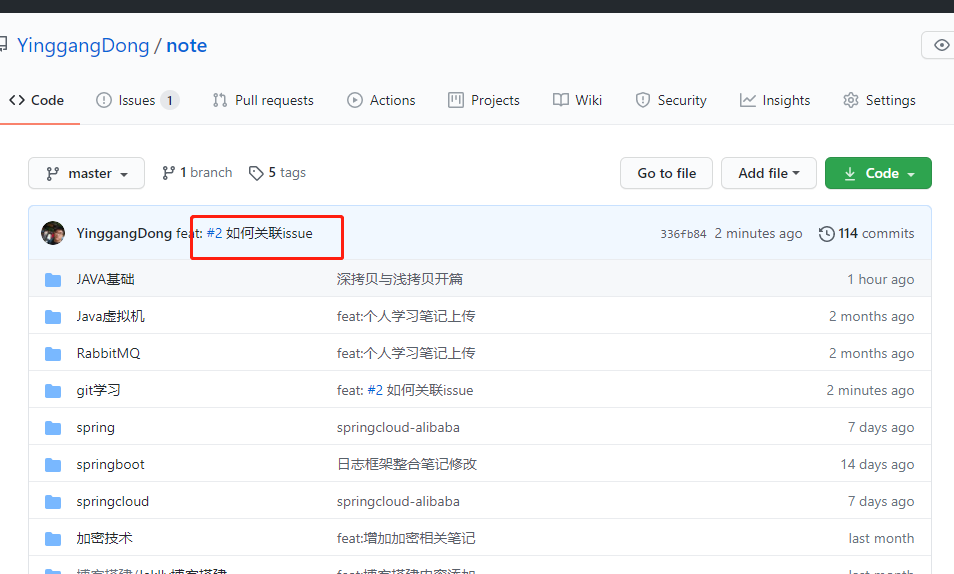 YinggangDong / note
Code Issues 1 Pull requests Actions Projects Wiki Security Insights Settings
master 1 branch 5 tags Go to file Add file Code
YinggangDong feat: #2 如何关联issue 336fb84 2 minutes ago 114 commits
JAVA基础 深拷贝与浅拷贝开篇 1 hour ago
Java虚拟机 feat:个人学习笔记上传 2 months ago
RabbitMQ feat:个人学习笔记上传 2 months ago
git学习 feat: #2 如何关联issue 2 minutes ago
spring springcloud-alibaba 7 days ago
springboot 日志框架整合笔记修改 14 days ago
springcloud springcloud-alibaba 7 days ago
加密技术 feat:增加加密相关笔记 last month